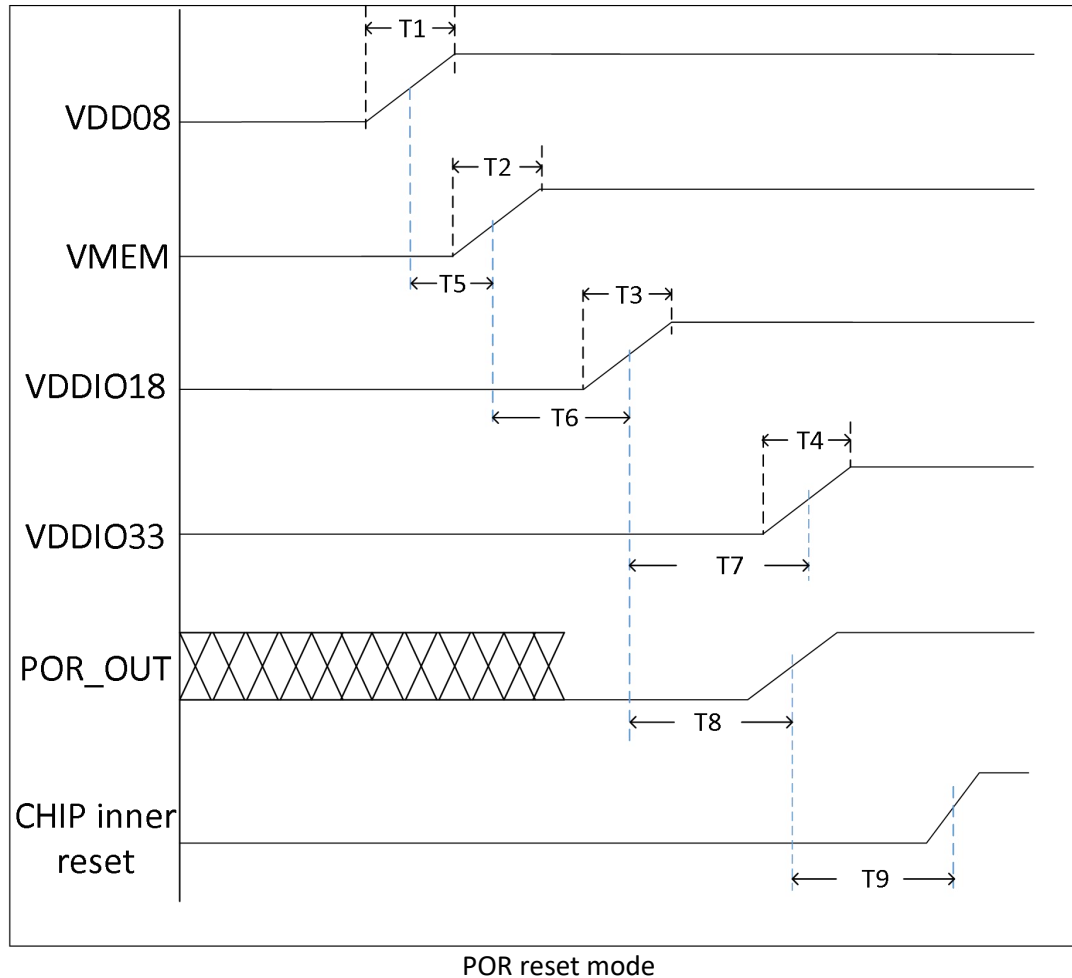 T1
VDD08
T2
VMEM
T5
T3
VDDIO18
T6
T4
VDDIO33
T7
POR_OUT
T8
CHIP inner
reset
T9
POR reset mode